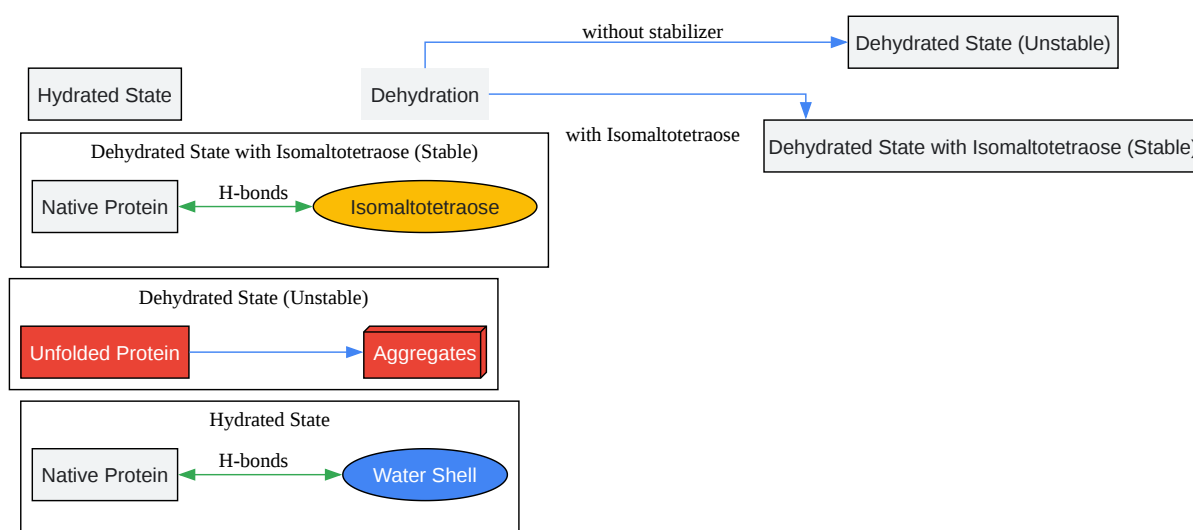 without stabilizer
Dehydrated State (Unstable)
Hydrated State
Dehydration
with Isomaltotetraose
Dehydrated State with Isomaltotetraose (Stable)
Dehydrated State with Isomaltotetraose (Stable)
Native Protein
H-bonds
Isomaltotetraose
Dehydrated State (Unstable)
Unfolded Protein
Aggregates
Hydrated State
Native Protein
H-bonds
Water Shell